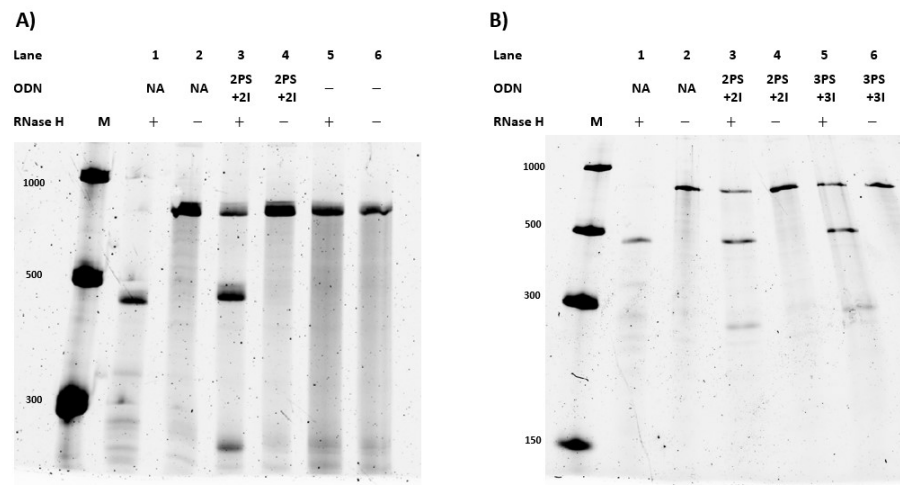 A)
Lane 1 2 3 4 5 6
ODN NA NA 2PS +2I 2PS +2I – –
RNase H M + – + – + –
1000
500
300
B)
Lane 1 2 3 4 5 6
ODN NA NA 2PS +2I 2PS +2I 3PS +3I 3PS +3I
RNase H M + – + – + –
1000
500
300
150